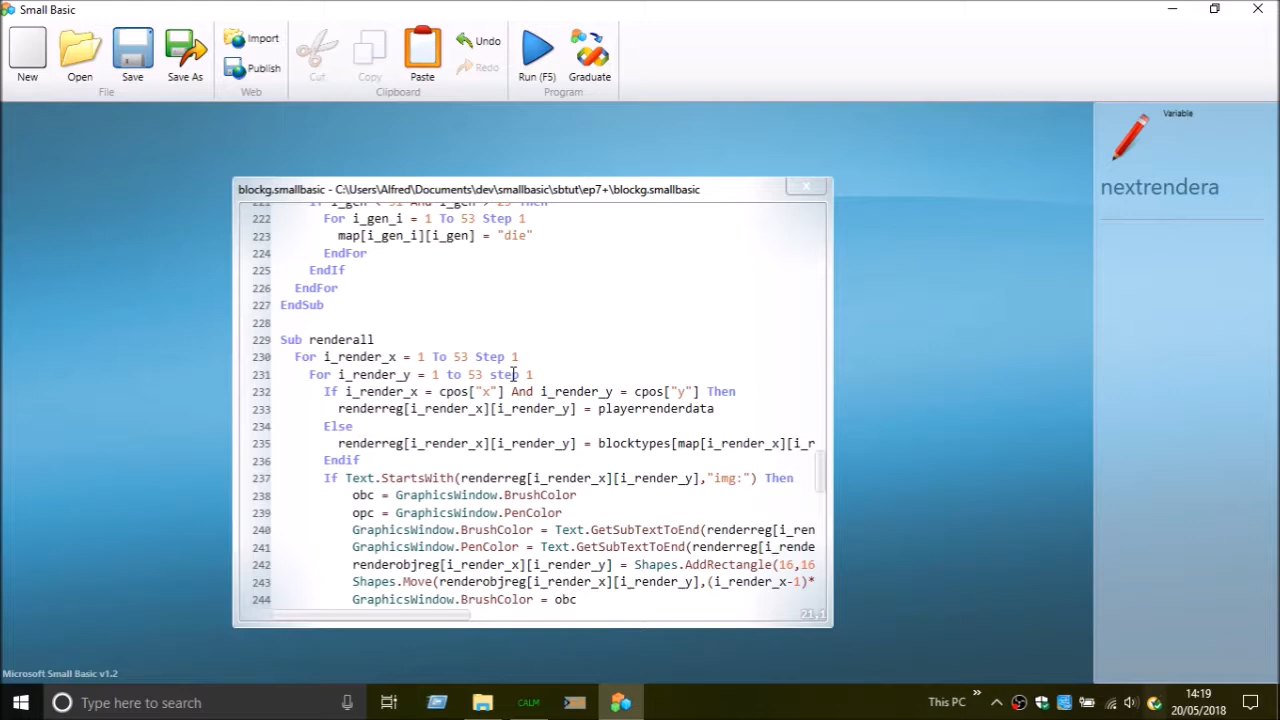 Small Basic
New
Open
Save
Save As
File
Import
Publish
Web
Cut
Copy
Paste
Undo
Redo
Clipboard
Run (F5)
Graduate
Program
Variable
nextrendera
blockg.smallbasic - C:\Users\Alfred\Documents\dev\smallbasic\sbtut\ep7+\blockg.smallbasic
222 For i_gen_i = 1 To 53 Step 1
223 map[i_gen_i][i_gen] = "die"
224 EndFor
225 EndIf
226 EndFor
227 EndSub
228
229 Sub renderall
230 For i_render_x = 1 To 53 Step 1
231 For i_render_y = 1 to 53 step 1
232 If i_render_x = cpos["x"] And i_render_y = cpos["y"] Then
233 renderreg[i_render_x][i_render_y] = playerrenderdata
234 Else
235 renderreg[i_render_x][i_render_y] = blocktypes[map[i_render_x][i_r
236 Endif
237 If Text.StartsWith(renderreg[i_render_x][i_render_y],"img:") Then
238 obc = GraphicsWindow.BrushColor
239 opc = GraphicsWindow.PenColor
240 GraphicsWindow.BrushColor = Text.GetSubTextToEnd(renderreg[i_ren
241 GraphicsWindow.PenColor = Text.GetSubTextToEnd(renderreg[i_rende
242 renderobjreg[i_render_x][i_render_y] = Shapes.AddRectangle(16,16
243 Shapes.Move(renderobjreg[i_render_x][i_render_y],(i_render_x-1)*
244 GraphicsWindow.BrushColor = obc
21,1
Microsoft Small Basic v1.2
Type here to search
CALM
This PC
14:19
20/05/2018